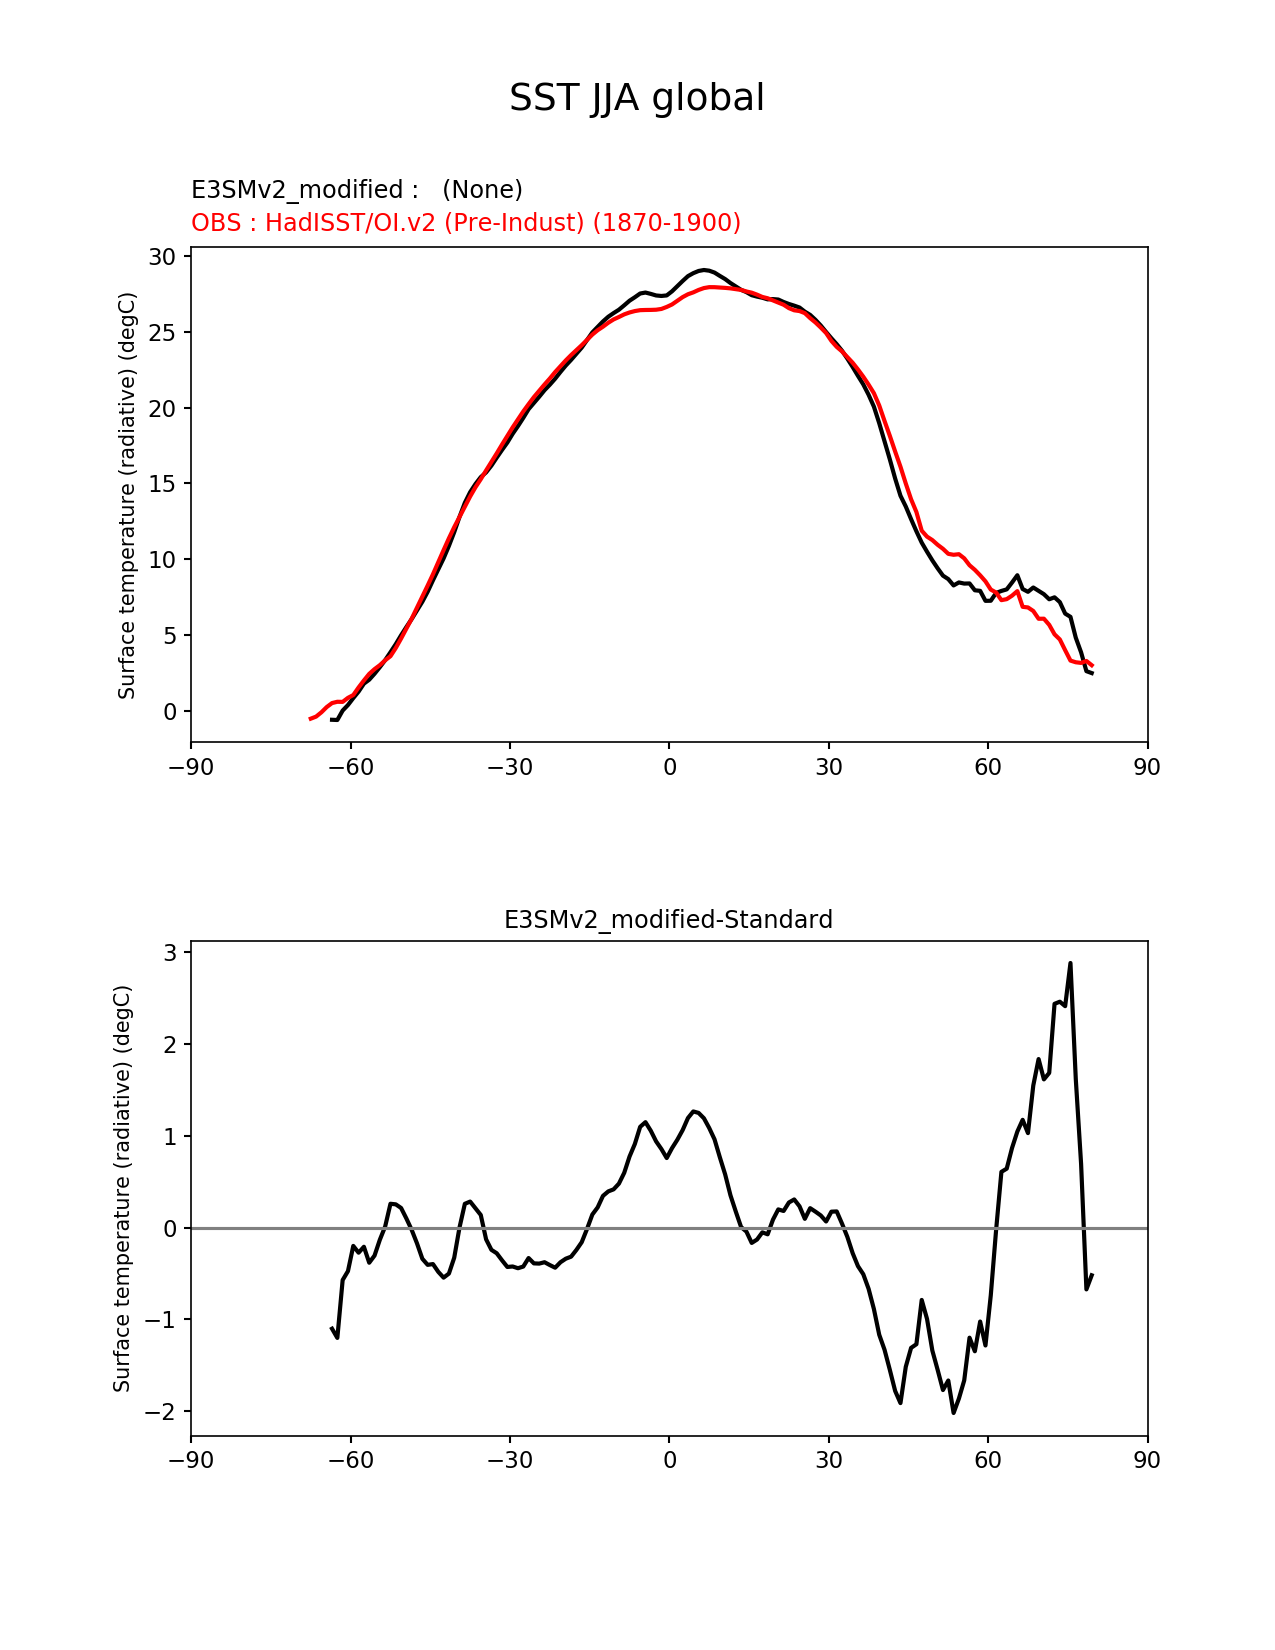 SST JJA global
E3SMv2_modified :   (None)
OBS : HadISST/OI.v2 (Pre-Indust) (1870-1900)
Surface temperature (radiative) (degC)
30
25
20
15
10
5
0
−90 −60 −30 0 30 60 90
E3SMv2_modified-Standard
Surface temperature (radiative) (degC)
3
2
1
0
−1
−2
−90 −60 −30 0 30 60 90